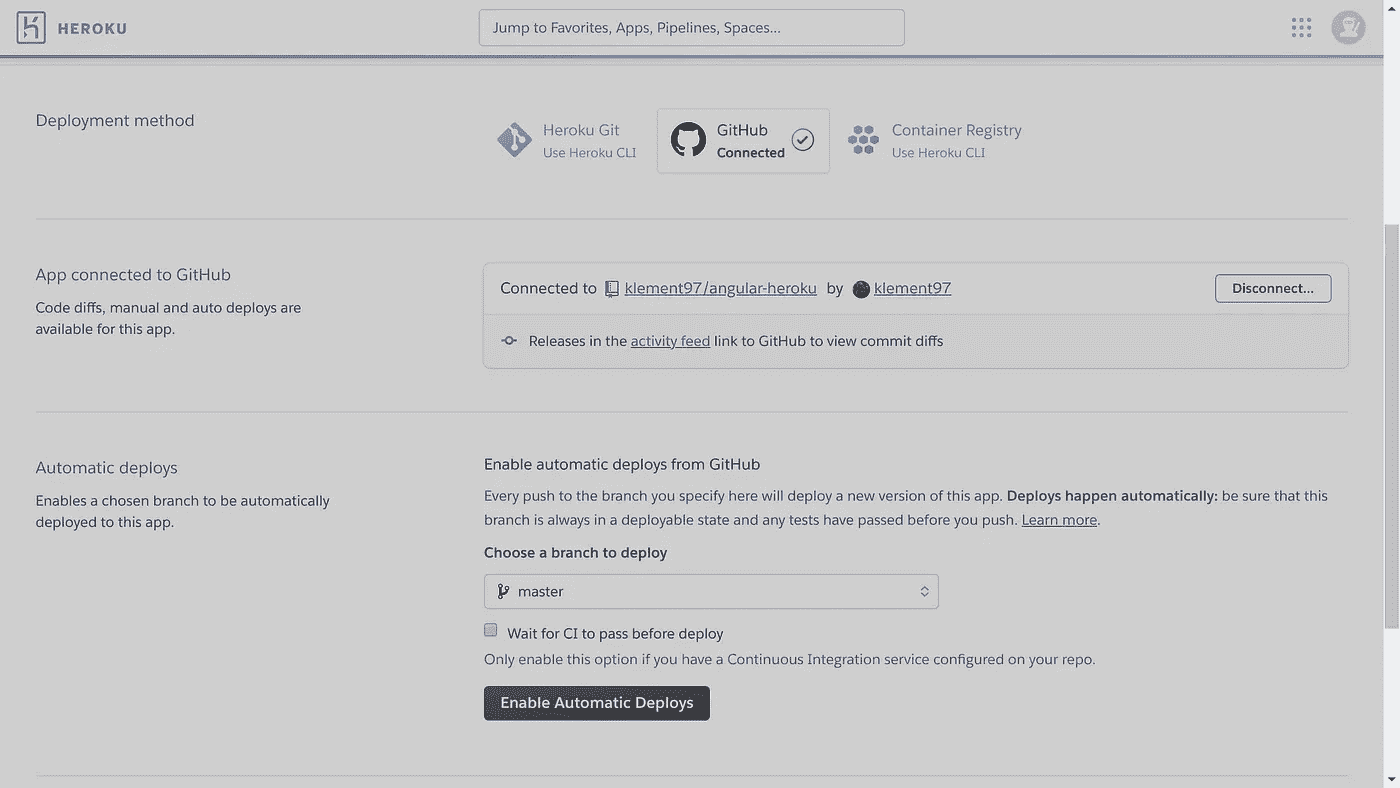 HEROKU
Jump to Favorites, Apps, Pipelines, Spaces...
Deployment method
Heroku Git
Use Heroku CLI
GitHub
Connected
Container Registry
Use Heroku CLI
App connected to GitHub
Code diffs, manual and auto deploys are
available for this app.
Connected to klement97/angular-heroku by klement97
Disconnect...
Releases in the activity feed link to GitHub to view commit diffs
Automatic deploys
Enables a chosen branch to be automatically
deployed to this app.
Enable automatic deploys from GitHub
Every push to the branch you specify here will deploy a new version of this app. Deploys happen automatically: be sure that this
branch is always in a deployable state and any tests have passed before you push. Learn more.
Choose a branch to deploy
master
Wait for CI to pass before deploy
Only enable this option if you have a Continuous Integration service configured on your repo.
Enable Automatic Deploys